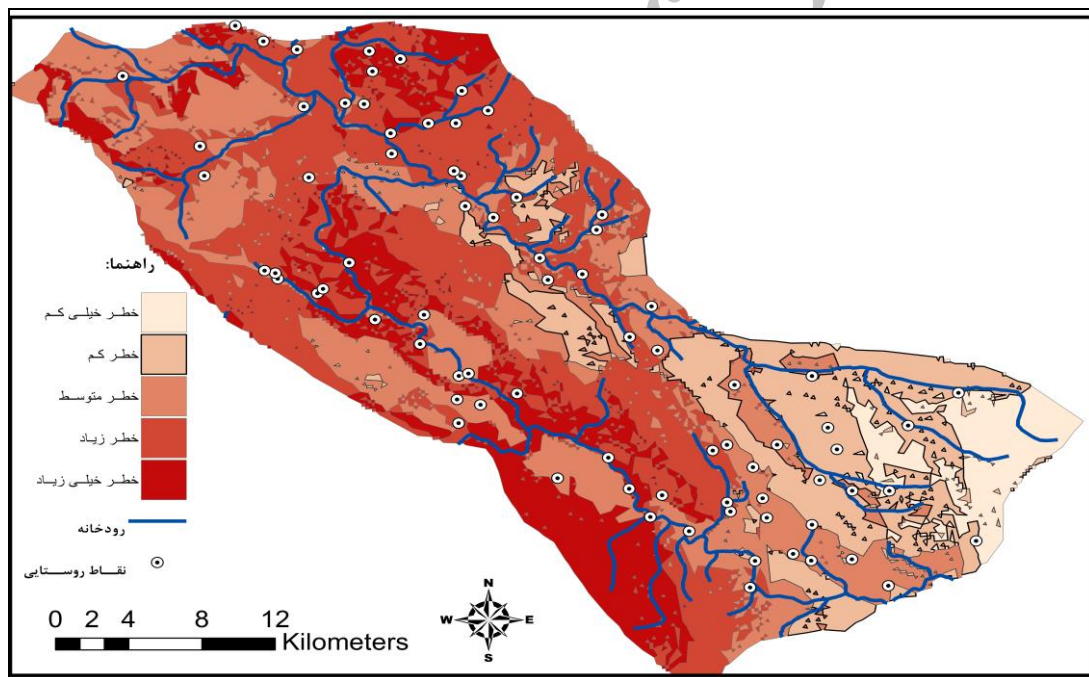 راهنما:
خطر خیلی کم
خطر کم
خطر متوسط
خطر زیاد
خطر خیلی زیاد
رودخانه
نقاط روستایی
N
W E
S
0 2 4 8 12
Kilometers